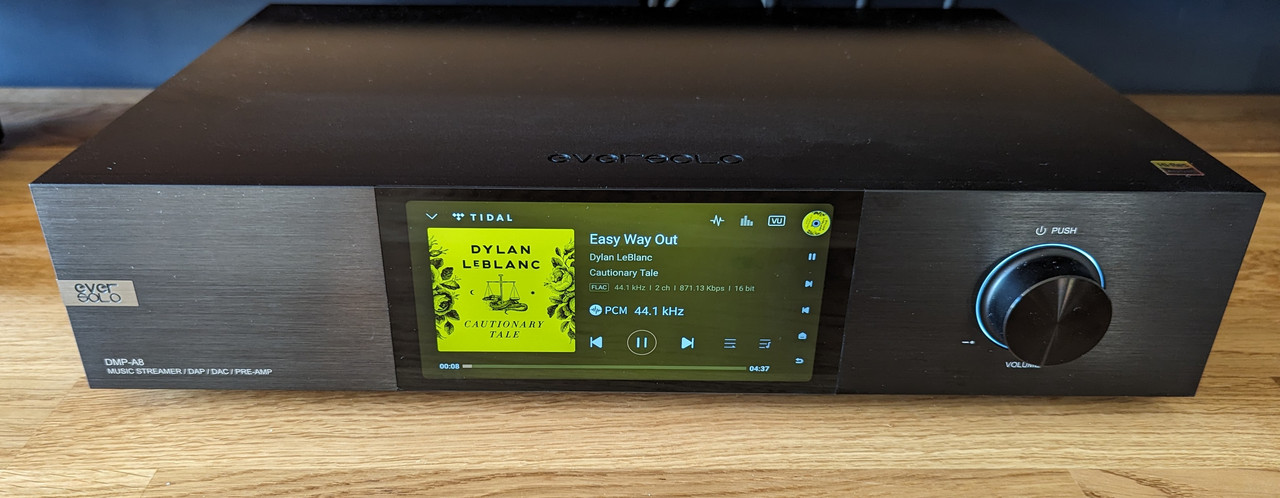 eversolo
TIDAL
VU
DYLAN
LEBLANC
CAUTIONARY
TALE
Easy Way Out
Dylan LeBlanc
Cautionary Tale
FLAC 44.1 kHz | 2 ch | 871.13 Kbps | 16 bit
PCM 44.1 kHz
00:08
04:37
PUSH
ever
SOLO
DMP-A8
MUSIC STREAMER / DAP / DAC / PRE-AMP